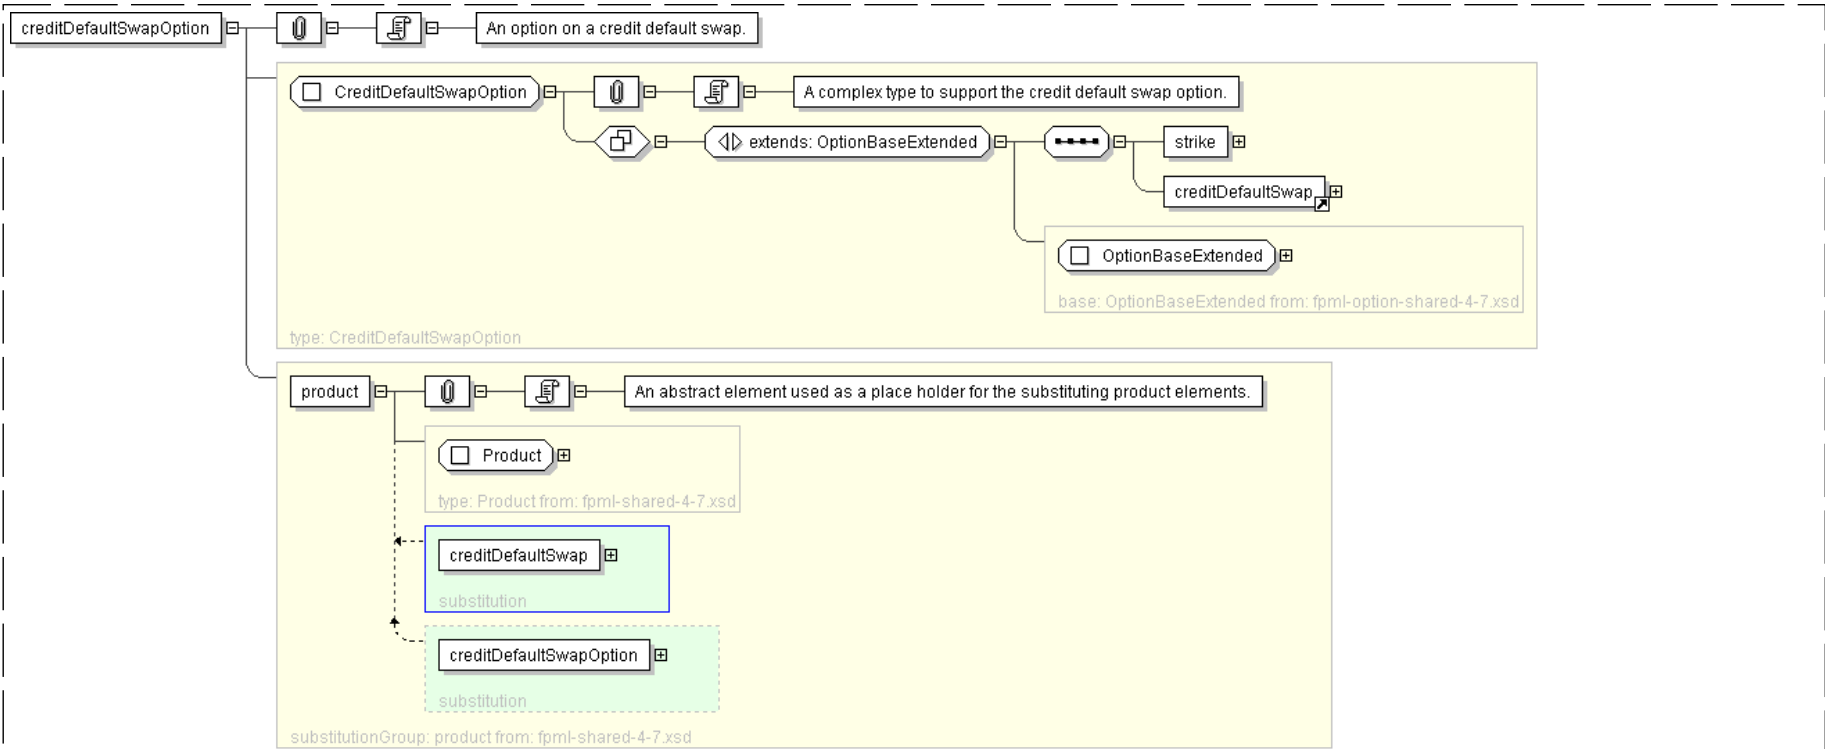 creditDefaultSwapOption
An option on a credit default swap.
CreditDefaultSwapOption
A complex type to support the credit default swap option.
extends: OptionBaseExtended
strike
creditDefaultSwap
OptionBaseExtended
base: OptionBaseExtended from: fpml-option-shared-4-7.xsd
type: CreditDefaultSwapOption
product
An abstract element used as a place holder for the substituting product elements.
Product
type: Product from: fpml-shared-4-7.xsd
creditDefaultSwap
substitution
creditDefaultSwapOption
substitution
substitutionGroup: product from: fpml-shared-4-7.xsd